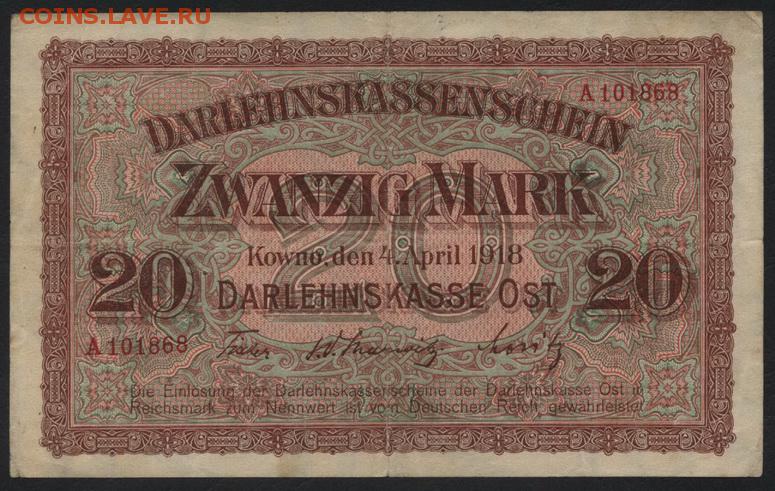 COINS.LAVE.RU
DARLEHNSKASSENSCHEIN
A 101868
ZWANZIG MARK
20
Kowno, den 4. April 1918
20 DARLEHNSKASSE OST 20
A 101868
Die Einlösung der Darlehnskassenscheine der Darlehnskasse Ost in
Reichsmark zum Nennwert ist vom Deutschen Reich gewährleistet